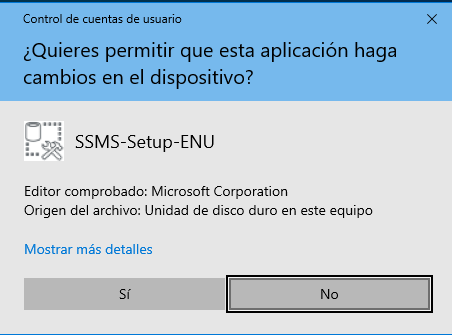 Control de cuentas de usuario
¿Quieres permitir que esta aplicación haga
cambios en el dispositivo?
SSMS-Setup-ENU
Editor comprobado: Microsoft Corporation
Origen del archivo: Unidad de disco duro en este equipo
Mostrar más detalles
Sí
No